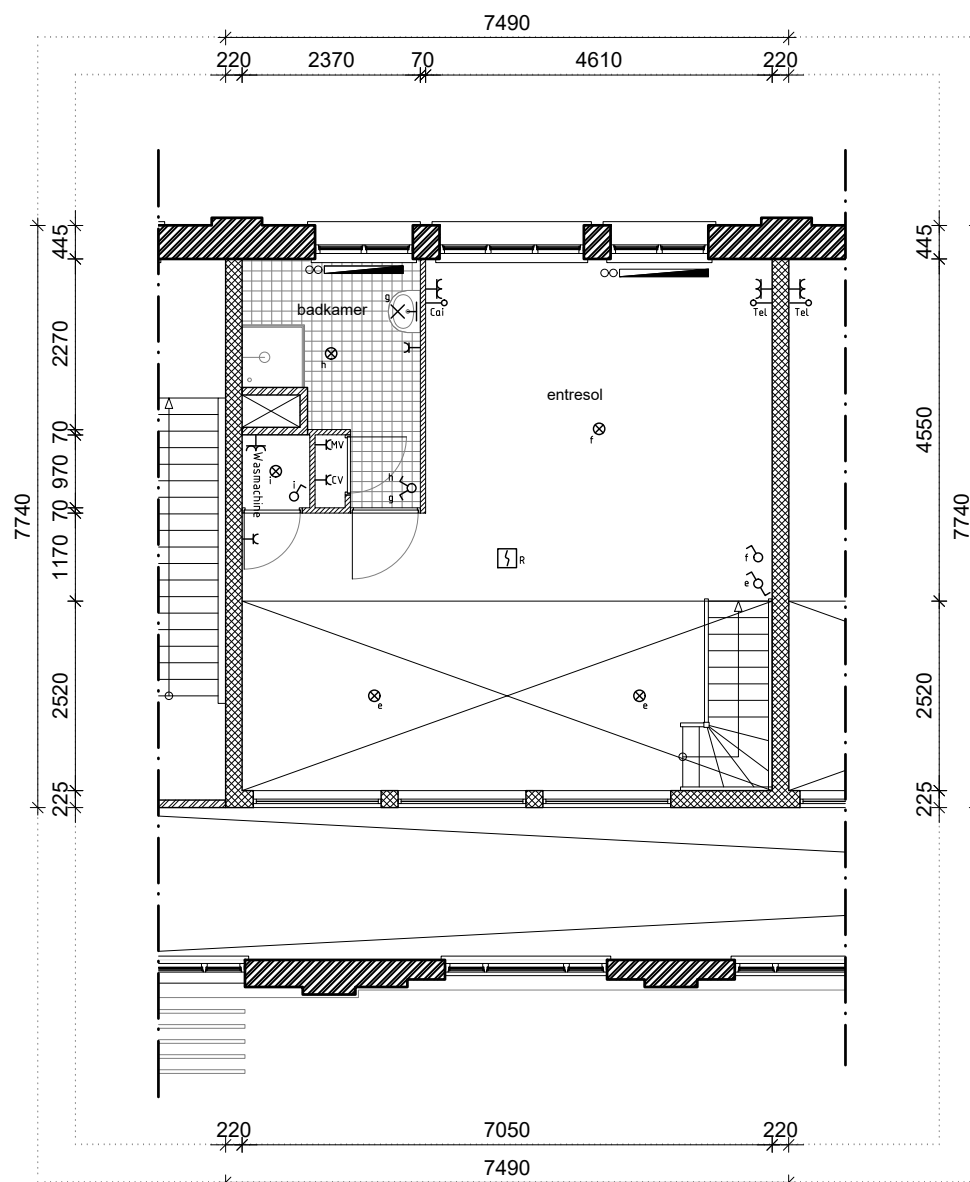 7490
220 2370 70 4610 220
445
2270
70
970
70
1170
2520
225
7740
badkamer
g
h
Cai
Tel
Tel
entresol
f
MV
CV
Wasmachine
i
i
h
g
R
f
e
e
e
445
4550
2520
225
7740
220 7050 220
7490